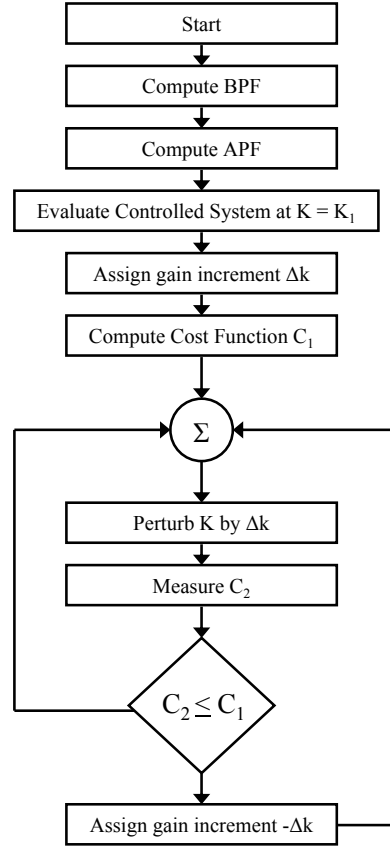 Start
Compute BPF
Compute APF
Evaluate Controlled System at K = K₁
Assign gain increment Δk
Compute Cost Function C₁
Σ
Perturb K by Δk
Measure C₂
C₂ ≤ C₁
Assign gain increment -Δk